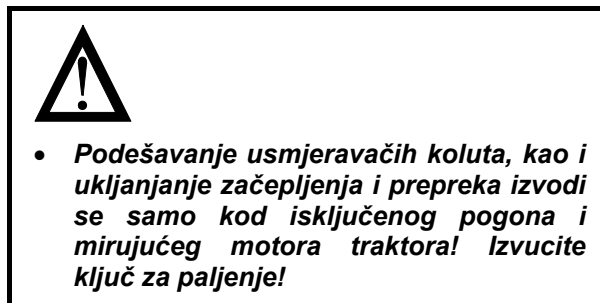 • Podešavanje usmjeravačih koluta, kao i
ukljanjanje začepljenja i prepreka izvodi
se samo kod isključenog pogona i
mirujućeg motora traktora! Izvucite
ključ za paljenje!